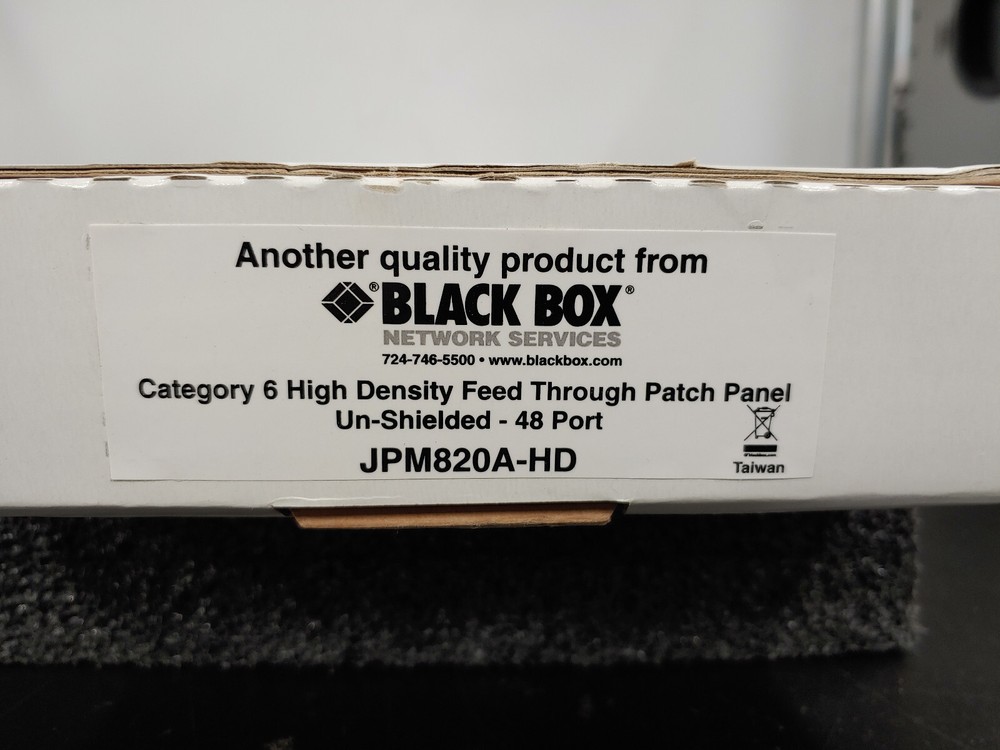 Another quality product from
® BLACK BOX®
NETWORK SERVICES
724-746-5500 • www.blackbox.com
Category 6 High Density Feed Through Patch Panel
Un-Shielded - 48 Port
JPM820A-HD
Taiwan